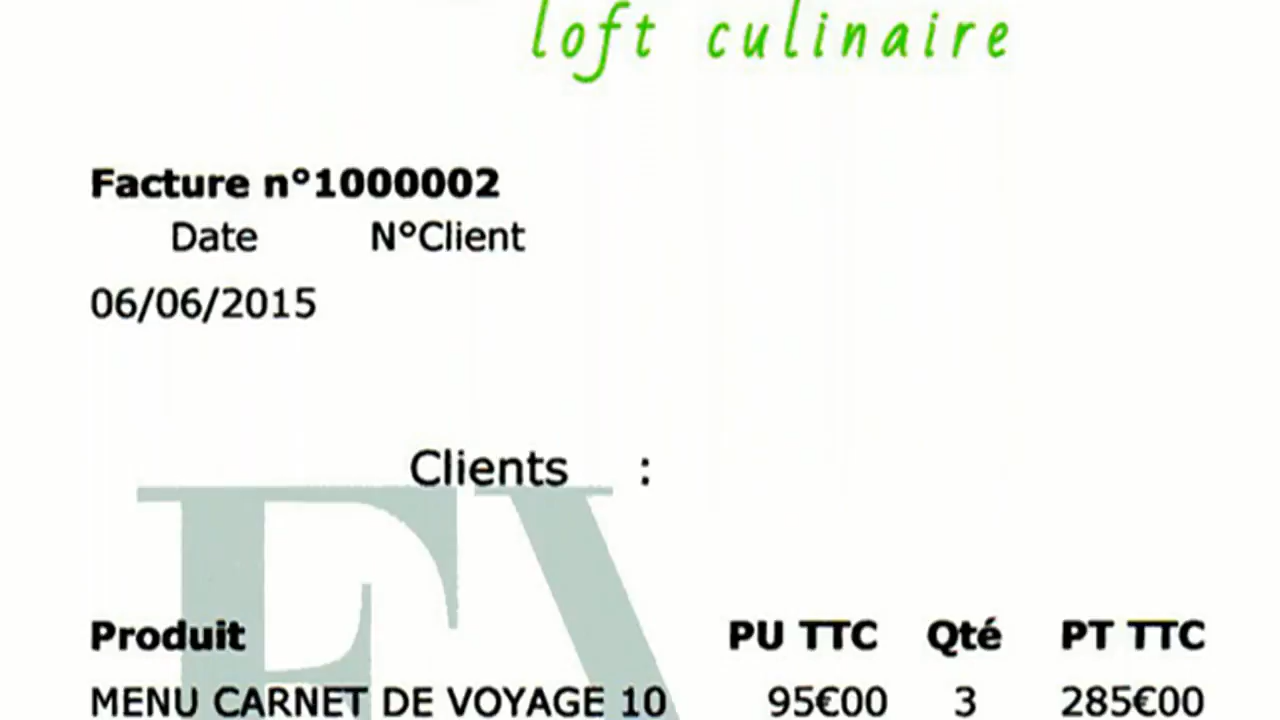 loft culinaire
Facture n°1000002
Date N°Client
06/06/2015
Clients :
Produit PU TTC Qté PT TTC
MENU CARNET DE VOYAGE 10 95€00 3 285€00